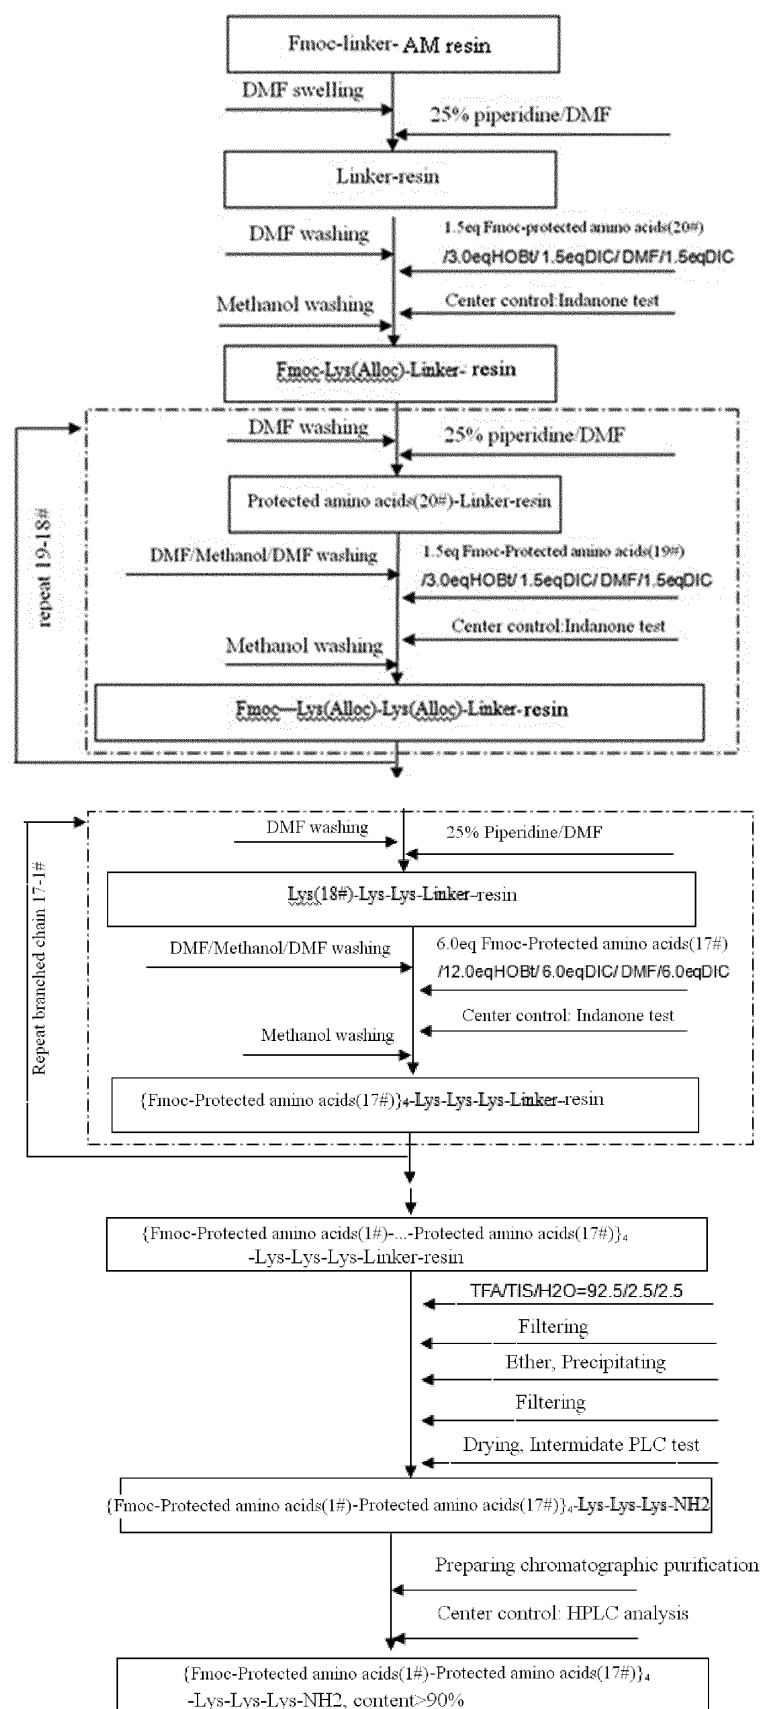 Fmoc-linker- AM resin
DMF swelling
25% piperidine/DMF
Linker-resin
1.5eq Fmoc-protected amino acids(20#)
DMF washing
/3.0eqHOBt/ 1.5eqDIC/ DMF/1.5eqDIC
Methanol washing
Center control:Indanone test
Fmoc-Lys(Alloc)-Linker- resin
DMF washing
25% piperidine/DMF
repeat 19-18#
Protected amino acids(20#)-Linker-resin
DMF/Methanol/DMF washing
1.5eq Fmoc-Protected amino acids(19#)
/3.0eqHOBt/ 1.5eqDIC/ DMF/1.5eqDIC
Center control:Indanone test
Methanol washing
Fmoc—Lys(Alloc)-Lys(Alloc)-Linker-resin
DMF washing
25% Piperidine/DMF
Repeat branched chain 17-1#
Lys(18#)-Lys-Lys-Linker-resin
DMF/Methanol/DMF washing
6.0eq Fmoc-Protected amino acids(17#)
/12.0eqHOBt/ 6.0eqDIC/ DMF/6.0eqDIC
Center control: Indanone test
Methanol washing
{Fmoc-Protected amino acids(17#)}₄-Lys-Lys-Lys-Linker-resin
{Fmoc-Protected amino acids(1#)-...-Protected amino acids(17#)}₄
-Lys-Lys-Lys-Linker-resin
TFA/TIS/H2O=92.5/2.5/2.5
Filtering
Ether, Precipitating
Filtering
Drying, Intermidate PLC test
{Fmoc-Protected amino acids(1#)-Protected amino acids(17#)}₄-Lys-Lys-Lys-NH2
Preparing chromatographic purification
Center control: HPLC analysis
{Fmoc-Protected amino acids(1#)-Protected amino acids(17#)}₄
-Lys-Lys-Lys-NH2, content>90%